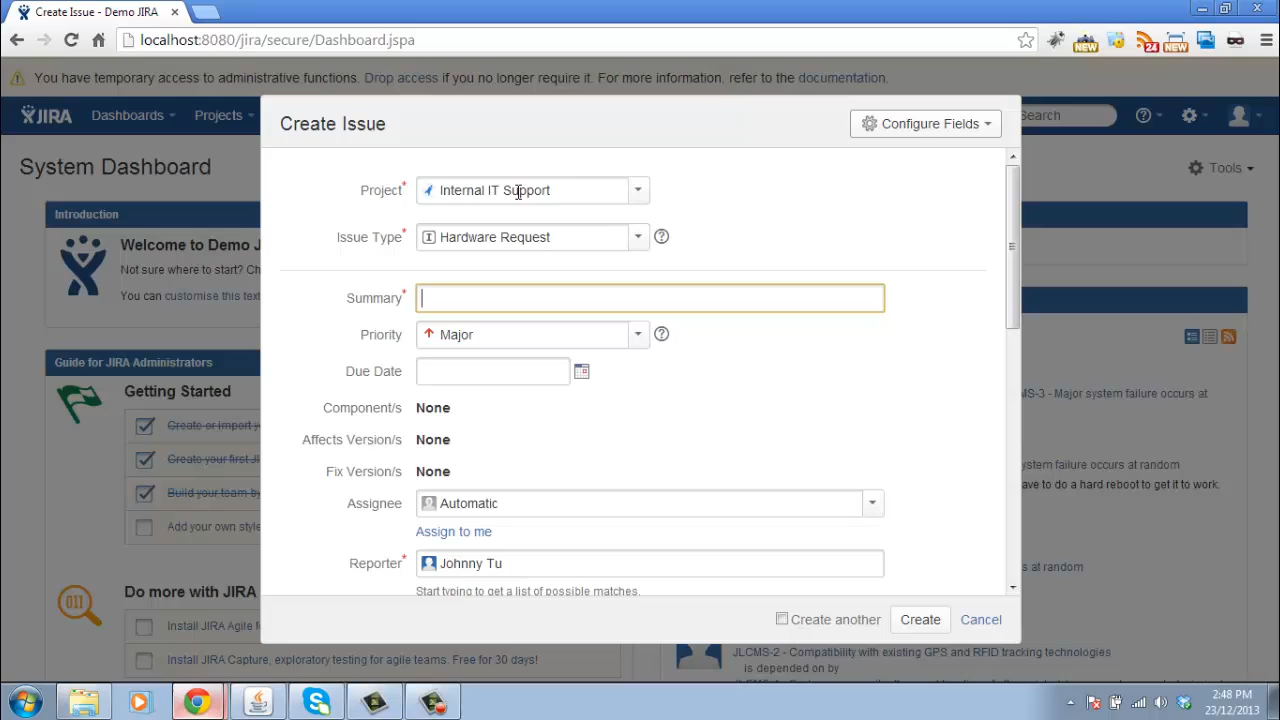 Create Issue - Demo JIRA
localhost:8080/jira/secure/Dashboard.jspa
NEW
24
NEW
You have temporary access to administrative functions. Drop access if you no longer require it. For more information, refer to the documentation.
JIRA
Dashboards
Projects
Search
System Dashboard
Tools
Create Issue
Configure Fields
Project*
Internal IT Support
Issue Type*
Hardware Request
Summary*
Priority
Major
Due Date
Component/s
None
Affects Version/s
None
Fix Version/s
None
Assignee
Automatic
Assign to me
Reporter*
Johnny Tu
Start typing to get a list of possible matches.
Create another
Create
Cancel
Introduction
Welcome to Demo J
Not sure where to start? Ch
You can customise this text
Guide for JIRA Administrators
Getting Started
Create or import y
Create your first JI
Build your team by
Add your own style
Do more with JIRA
Install JIRA Agile fo
Install JIRA Capture, exploratory testing for agile teams. Free for 30 days!
MS-3 - Major system failure occurs at
ystem failure occurs at random
ave to do a hard reboot to get it to work.
s at random
JLCMS-2 - Compatibility with existing GPS and RFID tracking technologies
is depended on by
2:48 PM
23/12/2013